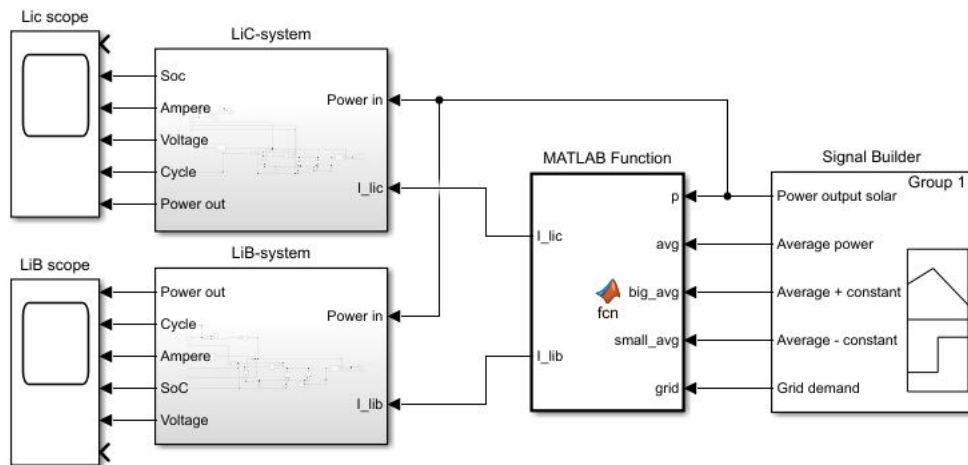 Lic scope
LiC-system
Soc
Ampere
Voltage
Cycle
Power out
Power in
I_lic
LiB scope
LiB-system
Power out
Cycle
Ampere
SoC
Voltage
Power in
I_lib
MATLAB Function
I_lic
I_lib
fcn
p
avg
big_avg
small_avg
grid
Signal Builder
Group 1
Power output solar
Average power
Average + constant
Average - constant
Grid demand